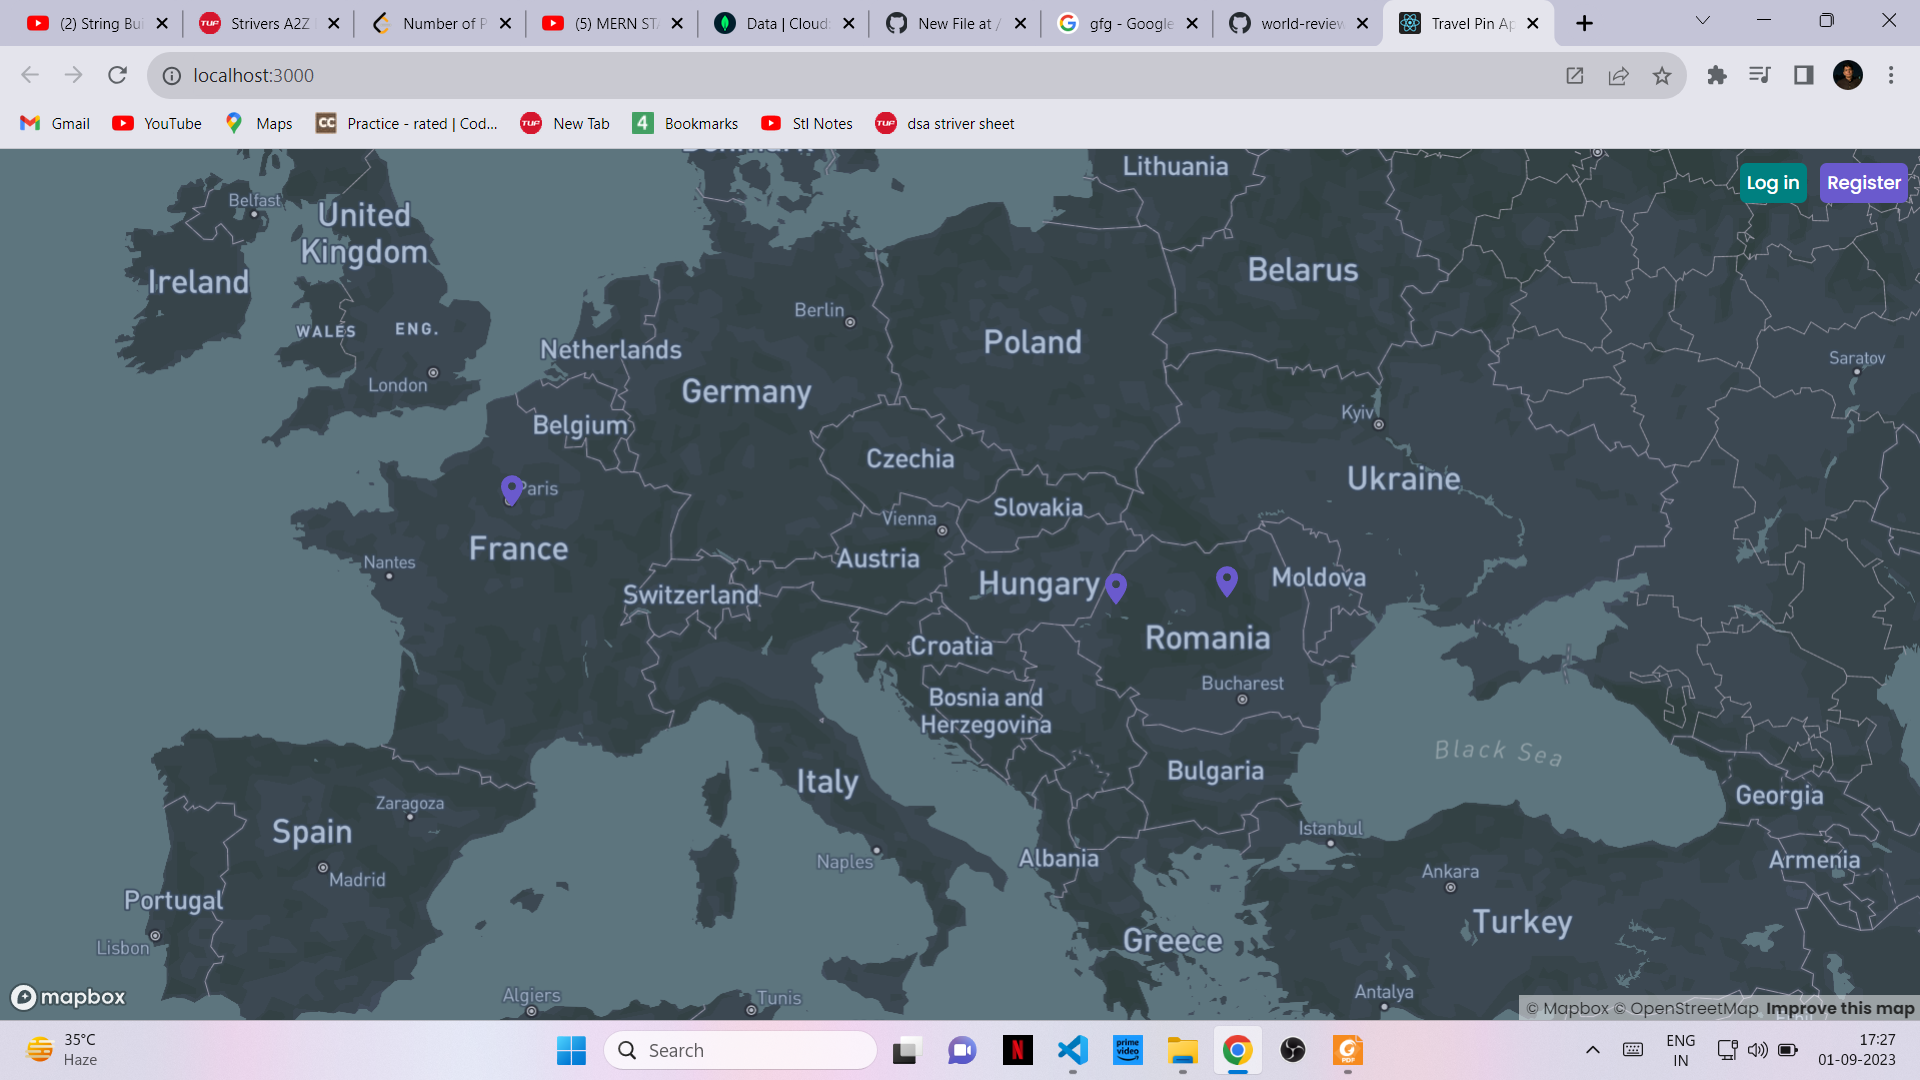 (2) String Bui
Strivers A2Z
Number of P
(5) MERN STA
Data | Cloud:
New File at /
gfg - Google
world-review
Travel Pin Ap
localhost:3000
Gmail
YouTube
Maps
Practice - rated | Cod...
New Tab
Bookmarks
Stl Notes
dsa striver sheet
Log in
Register
Lithuania
Belfast
United
Kingdom
Ireland
Belarus
Berlin
WALES
ENG.
Netherlands
Poland
Saratov
London
Germany
Kyiv
Belgium
Czechia
Ukraine
Paris
Slovakia
Vienna
France
Austria
Nantes
Hungary
Moldova
Switzerland
Romania
Croatia
Bucharest
Bosnia and
Herzegovina
Black Sea
Bulgaria
Italy
Georgia
Zaragoza
Spain
Istanbul
Naples
Albania
Armenia
Madrid
Ankara
Portugal
Turkey
Lisbon
Greece
Algiers
Tunis
Antalya
mapbox
© Mapbox © OpenStreetMap Improve this map
35°C
Haze
Search
prime
video
PDF
ENG
IN
17:27
01-09-2023